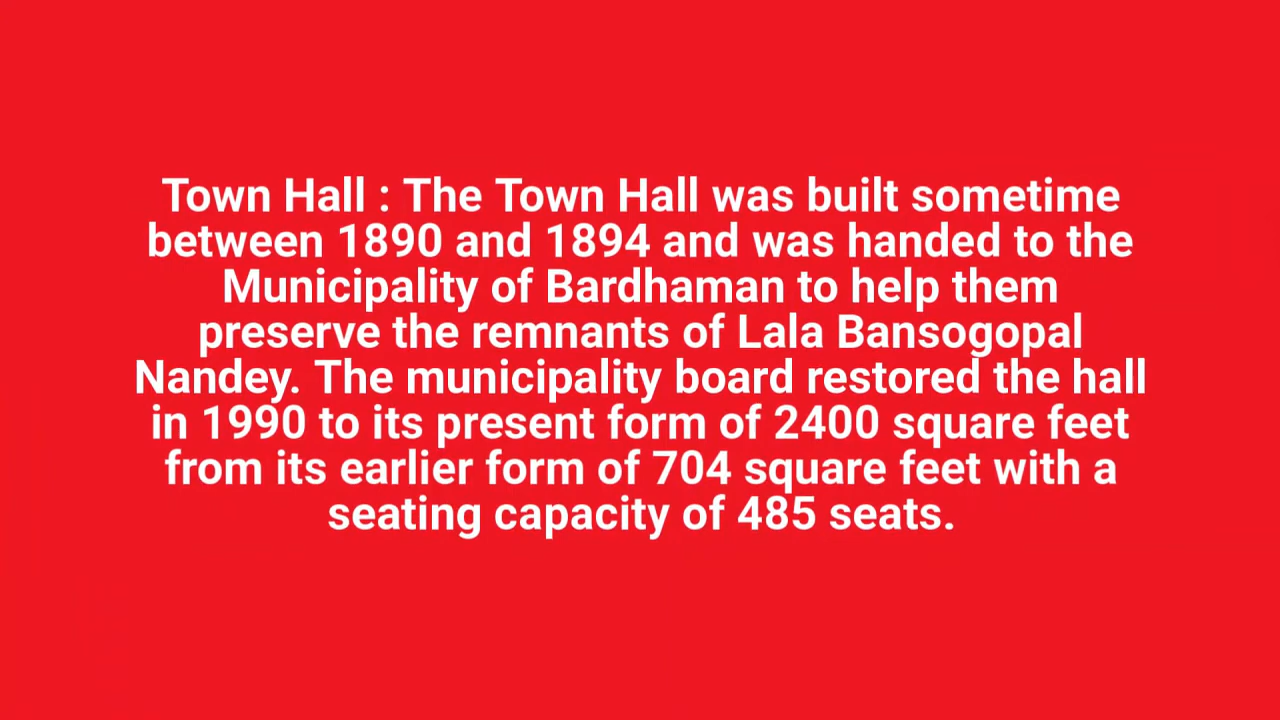 Town Hall : The Town Hall was built sometime
between 1890 and 1894 and was handed to the
Municipality of Bardhaman to help them
preserve the remnants of Lala Bansogopal
Nandey. The municipality board restored the hall
in 1990 to its present form of 2400 square feet
from its earlier form of 704 square feet with a
seating capacity of 485 seats.